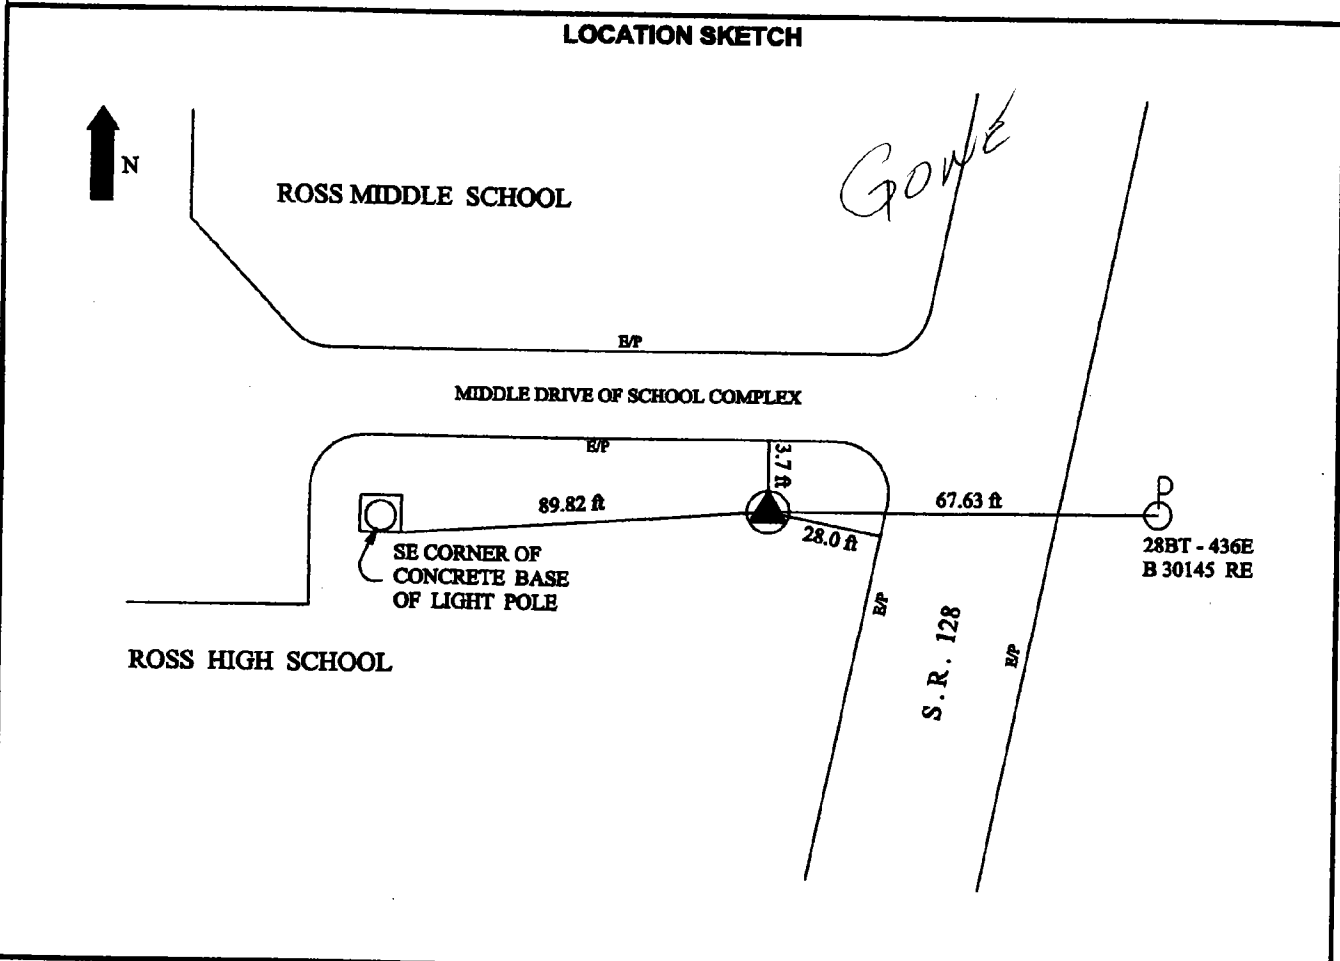 LOCATION SKETCH
N
ROSS MIDDLE SCHOOL
GONE
E/P
MIDDLE DRIVE OF SCHOOL COMPLEX
E/P
3.7 ft
89.82 ft
67.63 ft
28.0 ft
SE CORNER OF
CONCRETE BASE
OF LIGHT POLE
28BT - 436E
B 30145 RE
E/P
S.R. 128
E/P
ROSS HIGH SCHOOL